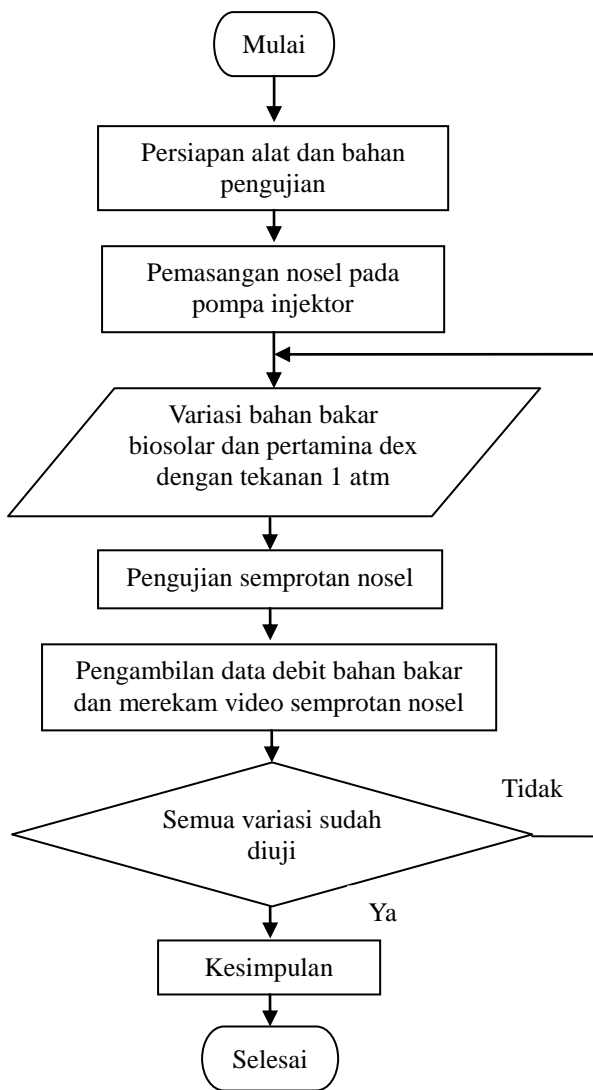 Mulai
Persiapan alat dan bahan
pengujian
Pemasangan nosel pada
pompa injektor
Variasi bahan bakar
biosolar dan pertamina dex
dengan tekanan 1 atm
Pengujian semprotan nosel
Pengambilan data debit bahan bakar
dan merekam video semprotan nosel
Tidak
Semua variasi sudah
diuji
Ya
Kesimpulan
Selesai